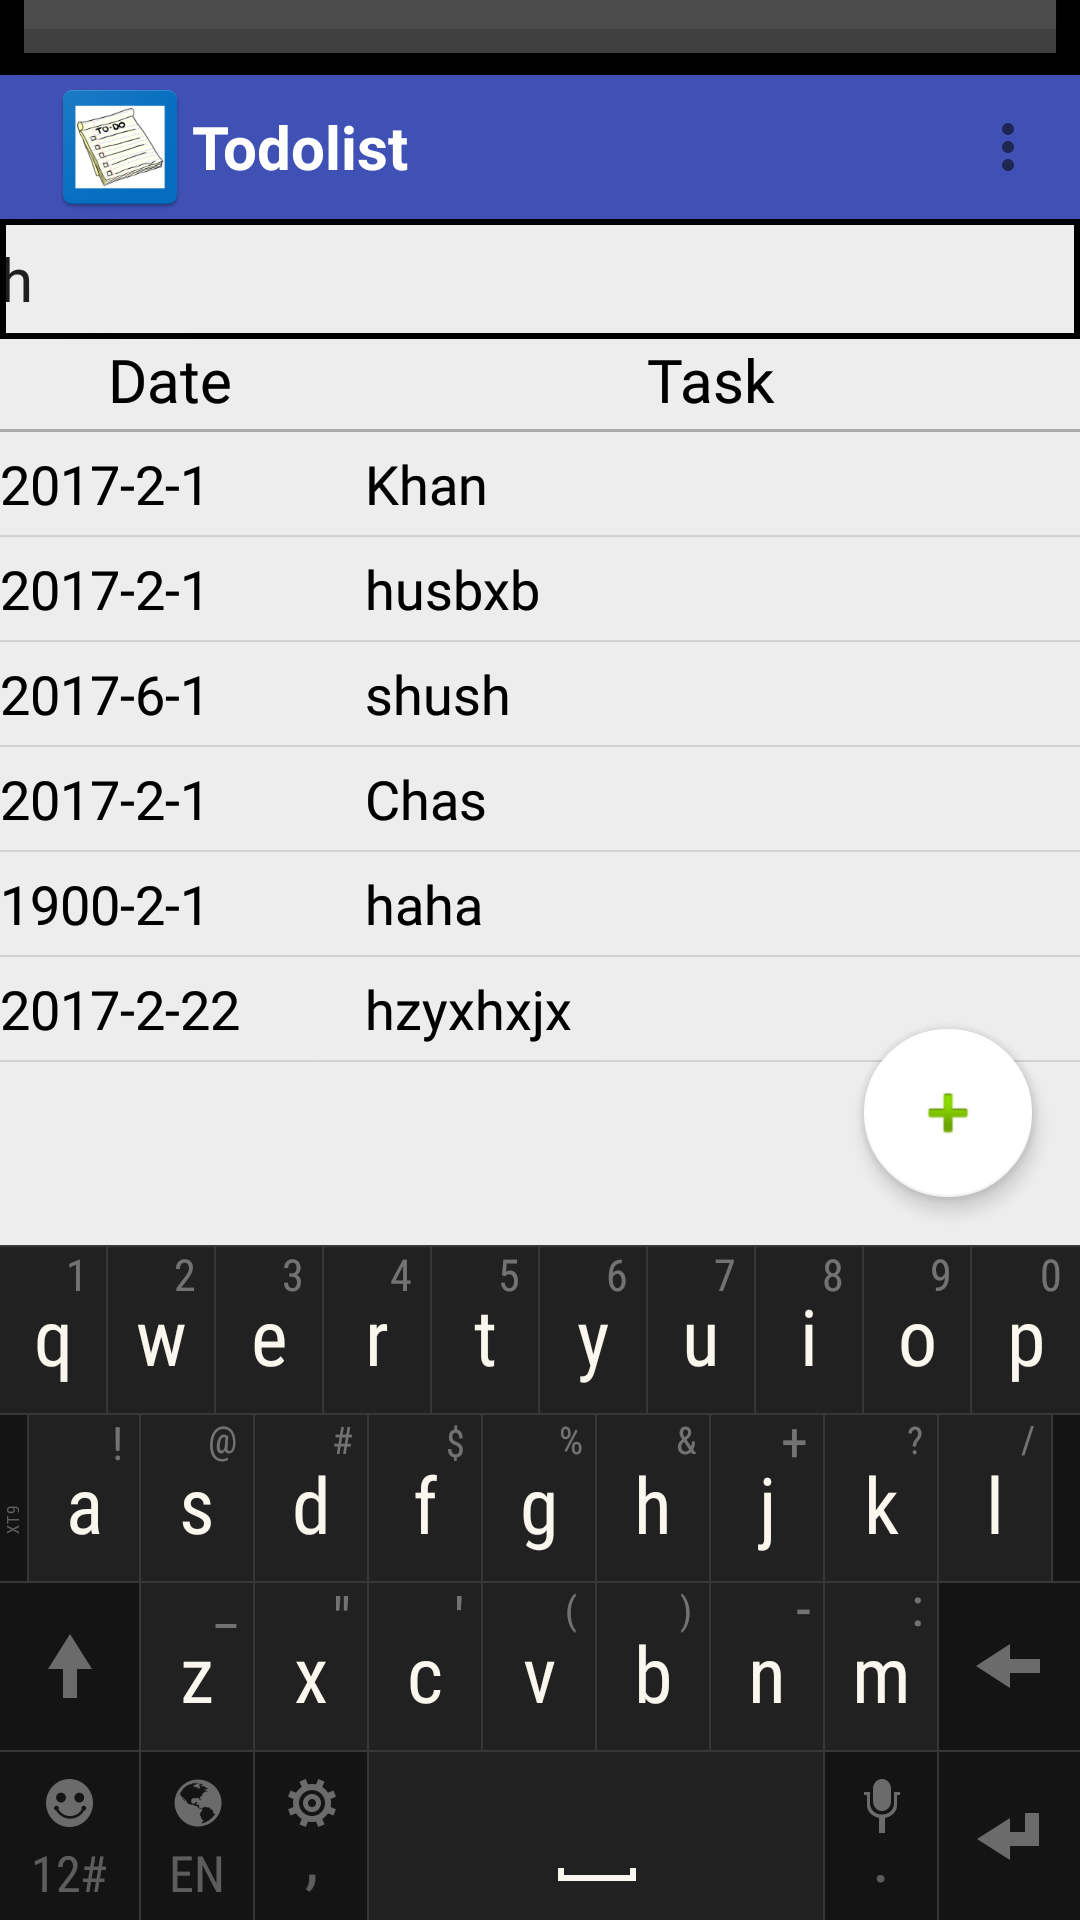 TO-DO
Todolist
h
Date Task
2017-2-1 Khan
2017-2-1 husbxb
2017-6-1 shush
2017-2-1 Chas
1900-2-1 haha
2017-2-22 hzyxhxjx
+
1 2 3 4 5 6 7 8 9 0
q w e r t y u i o p
! @ # $ % & + ? /
XT9 a s d f g h j k l
_ " ' ( ) - :
z x c v b n m
12# EN , .